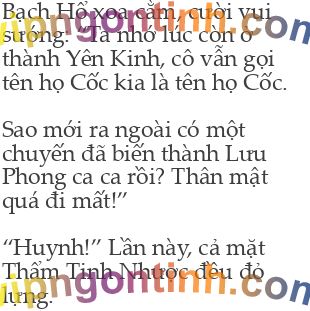 Bạch Hổ xoa cằm, cười vui
sướng: “Ta nhớ lúc còn ở
thành Yên Kinh, cô vẫn gọi
tên họ Cốc kia là tên họ Cốc.
Sao mới ra ngoài có một
chuyến đã biến thành Lưu
Phong ca ca rồi? Thân mật
quá đi mất!”
“Huynh!” Lần này, cả mặt
Thẩm Tinh Nhược đều đỏ
lựng.